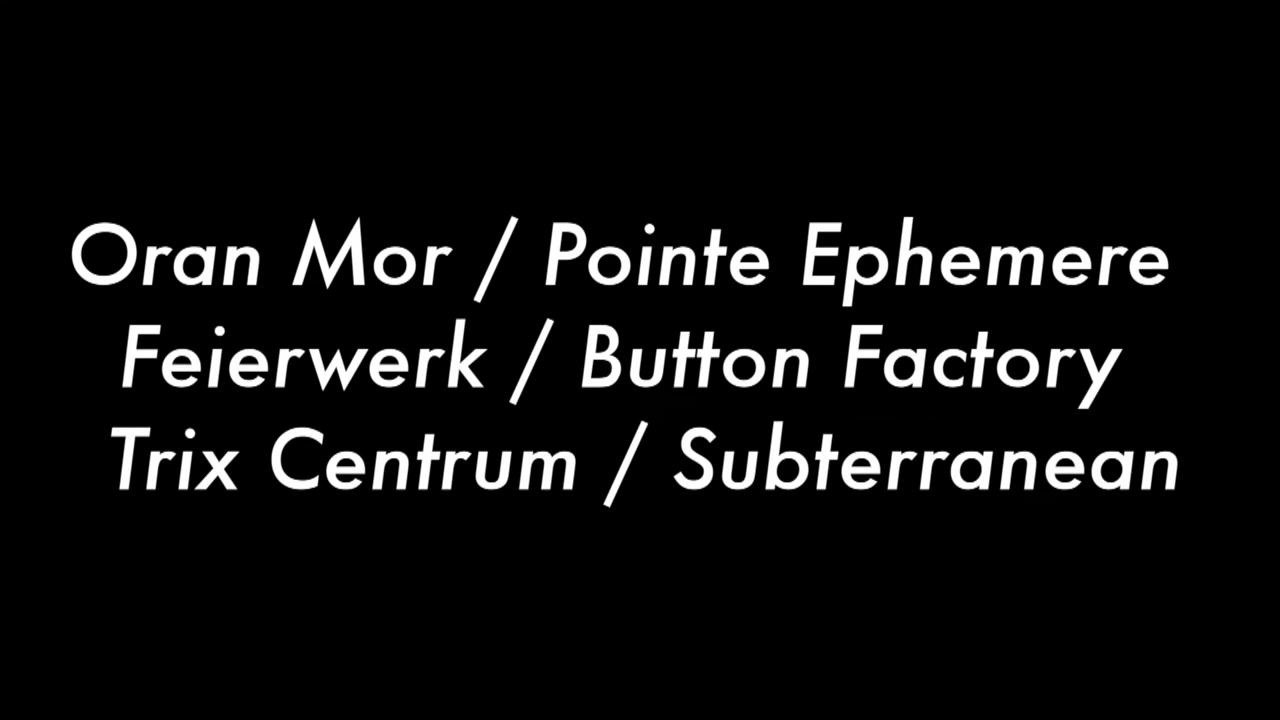 Oran Mor / Pointe Ephemere
Feierwerk / Button Factory
Trix Centrum / Subterranean